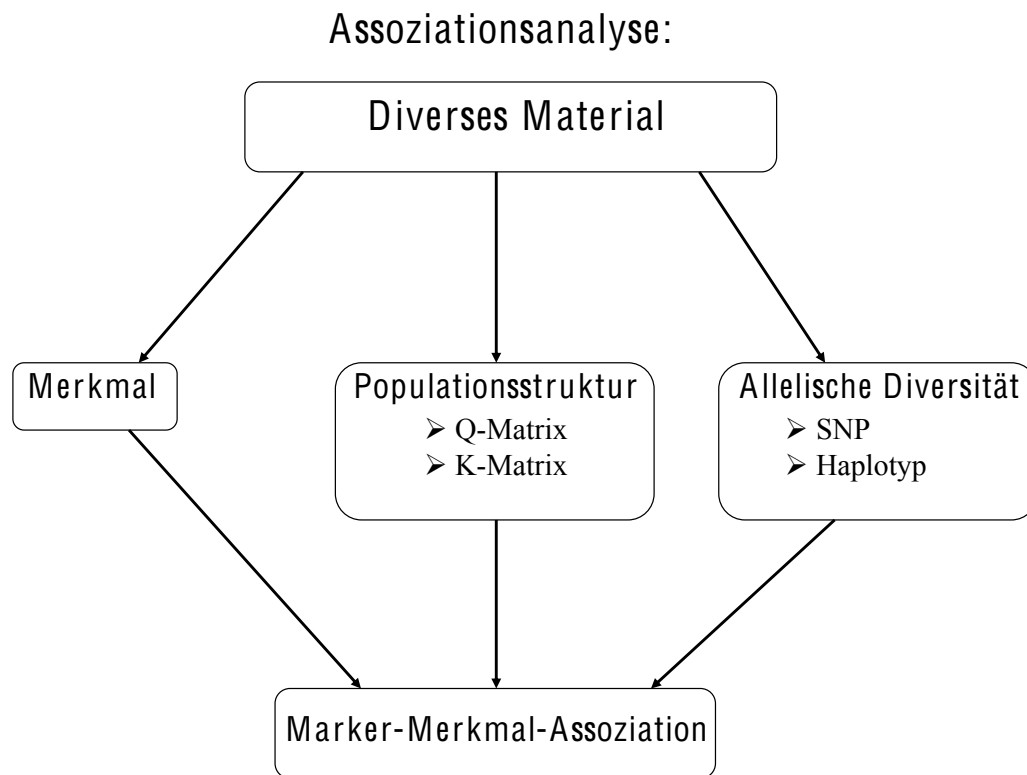 Assoziationsanalyse:
Diverses Material
Merkmal
Populationsstruktur
➢ Q-Matrix
➢ K-Matrix
Allelische Diversität
➢ SNP
➢ Haplotyp
Marker-Merkmal-Assoziation